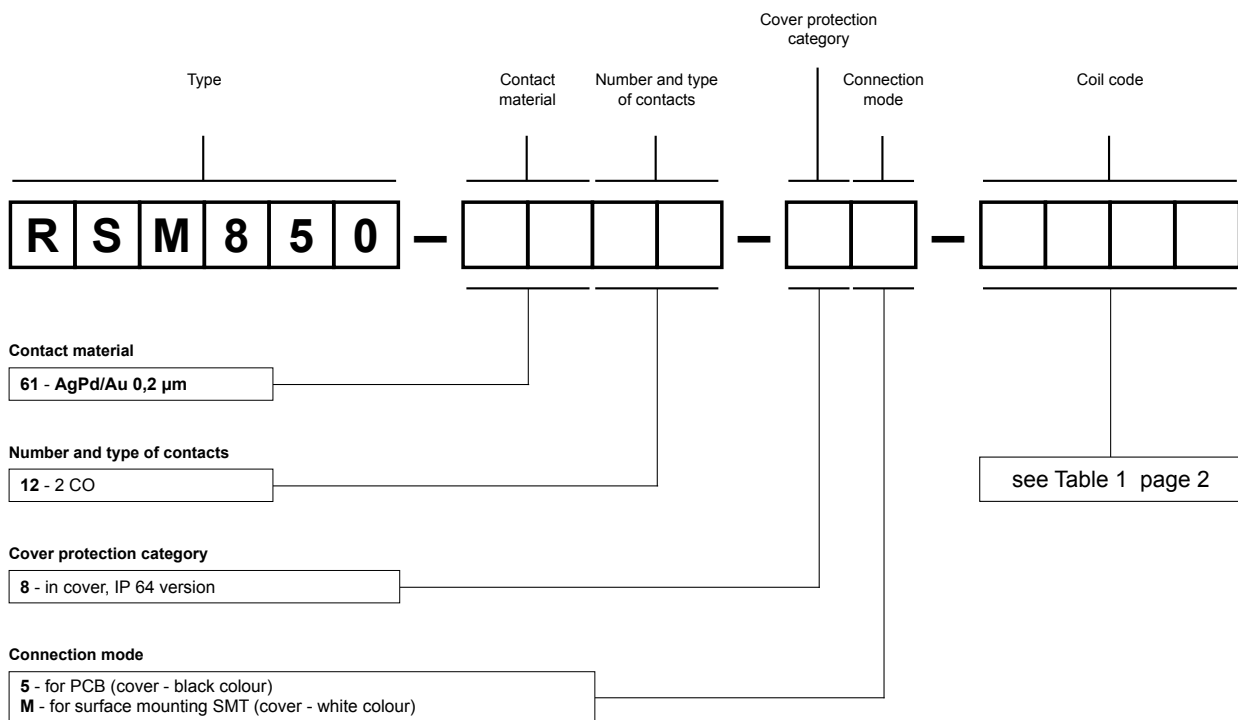 Cover protection
category
Type
Contact
material
Number and type
of contacts
Connection
mode
Coil code
R S M 8 5 0 – – –
Contact material
61 - AgPd/Au 0,2 µm
Number and type of contacts
12 - 2 CO
see Table 1 page 2
Cover protection category
8 - in cover, IP 64 version
Connection mode
5 - for PCB (cover - black colour)
M - for surface mounting SMT (cover - white colour)